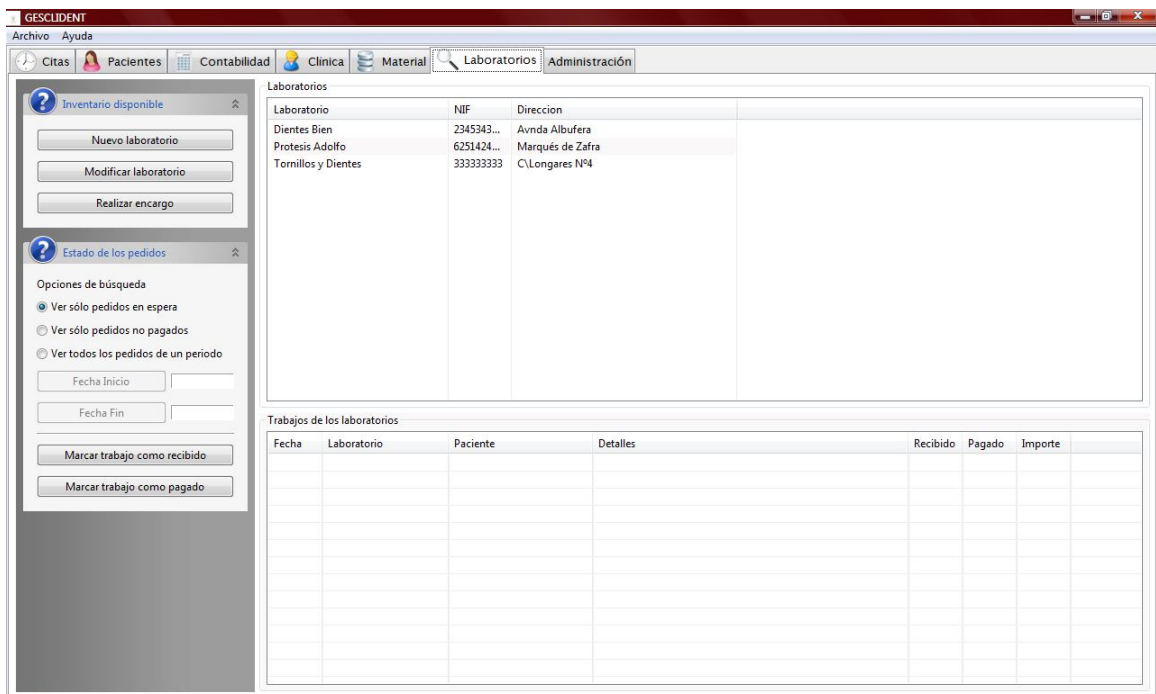 GESCLIDENT
Archivo Ayuda
Citas Pacientes Contabilidad Clinica Material Laboratorios Administración
Inventario disponible
Nuevo laboratorio
Modificar laboratorio
Realizar encargo
Estado de los pedidos
Opciones de búsqueda
Ver sólo pedidos en espera
Ver sólo pedidos no pagados
Ver todos los pedidos de un periodo
Fecha Inicio
Fecha Fin
Marcar trabajo como recibido
Marcar trabajo como pagado
Laboratorios
Laboratorio NIF Direccion
Dientes Bien 2345343... Avnda Albufera
Protesis Adolfo 6251424... Marqués de Zafra
Tornillos y Dientes 333333333 C\Longares Nº4
Trabajos de los laboratorios
Fecha Laboratorio Paciente Detalles Recibido Pagado Importe